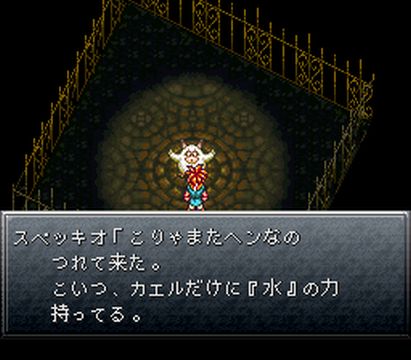 スペッキオ「こりゃまたヘンなの
つれて来た。
こいつ、カエルだけに『水』の力
持ってる。